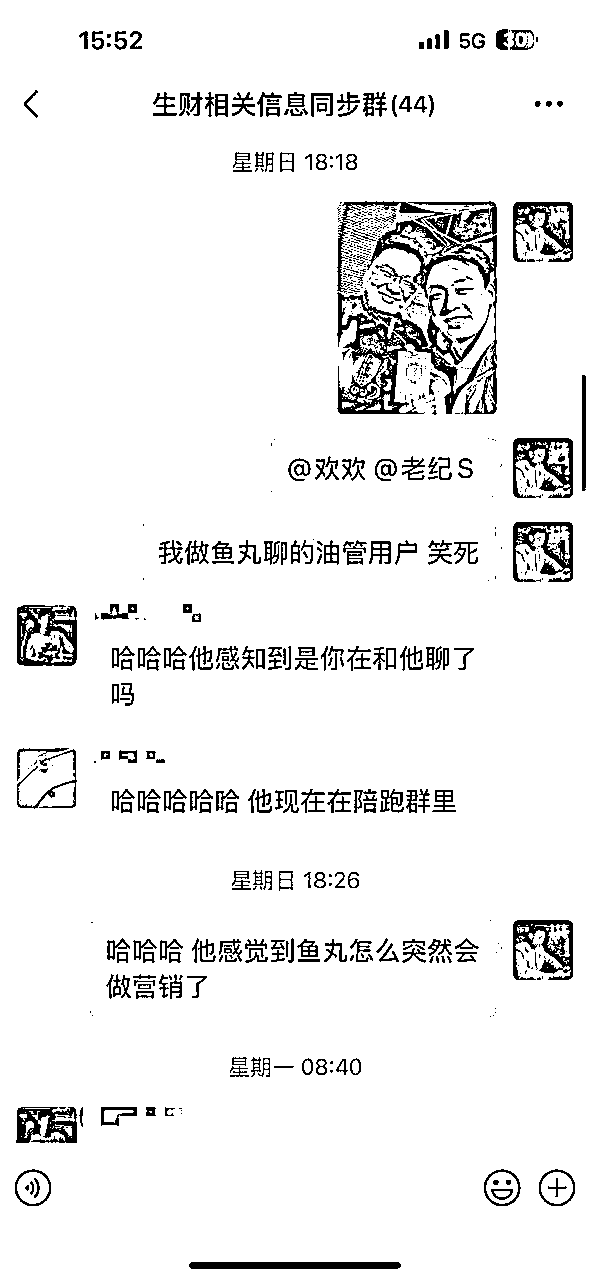 15:52
5G
30
生财相关信息同步群(44)
星期日 18:18
@欢欢 @老纪S
我做鱼丸聊的油管用户 笑死
哈哈哈他感知到是你在和他聊了
吗
哈哈哈哈哈 他现在在陪跑群里
星期日 18:26
哈哈哈 他感觉到鱼丸怎么突然会
做营销了
星期一 08:40